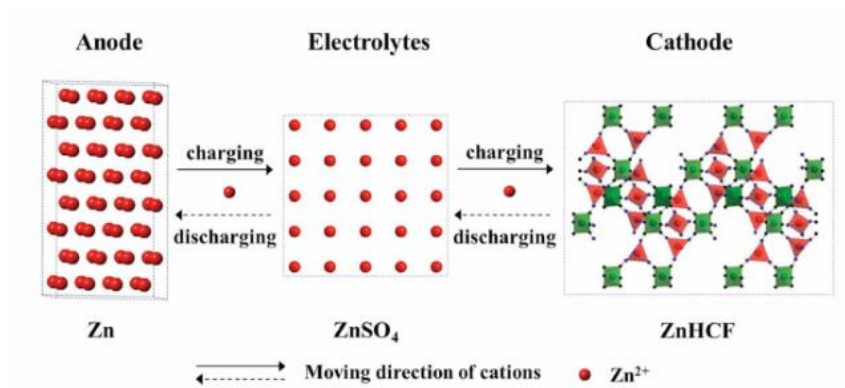 Anode Electrolytes Cathode
charging charging
discharging discharging
Zn ZnSO₄ ZnHCF
Moving direction of cations Zn²⁺